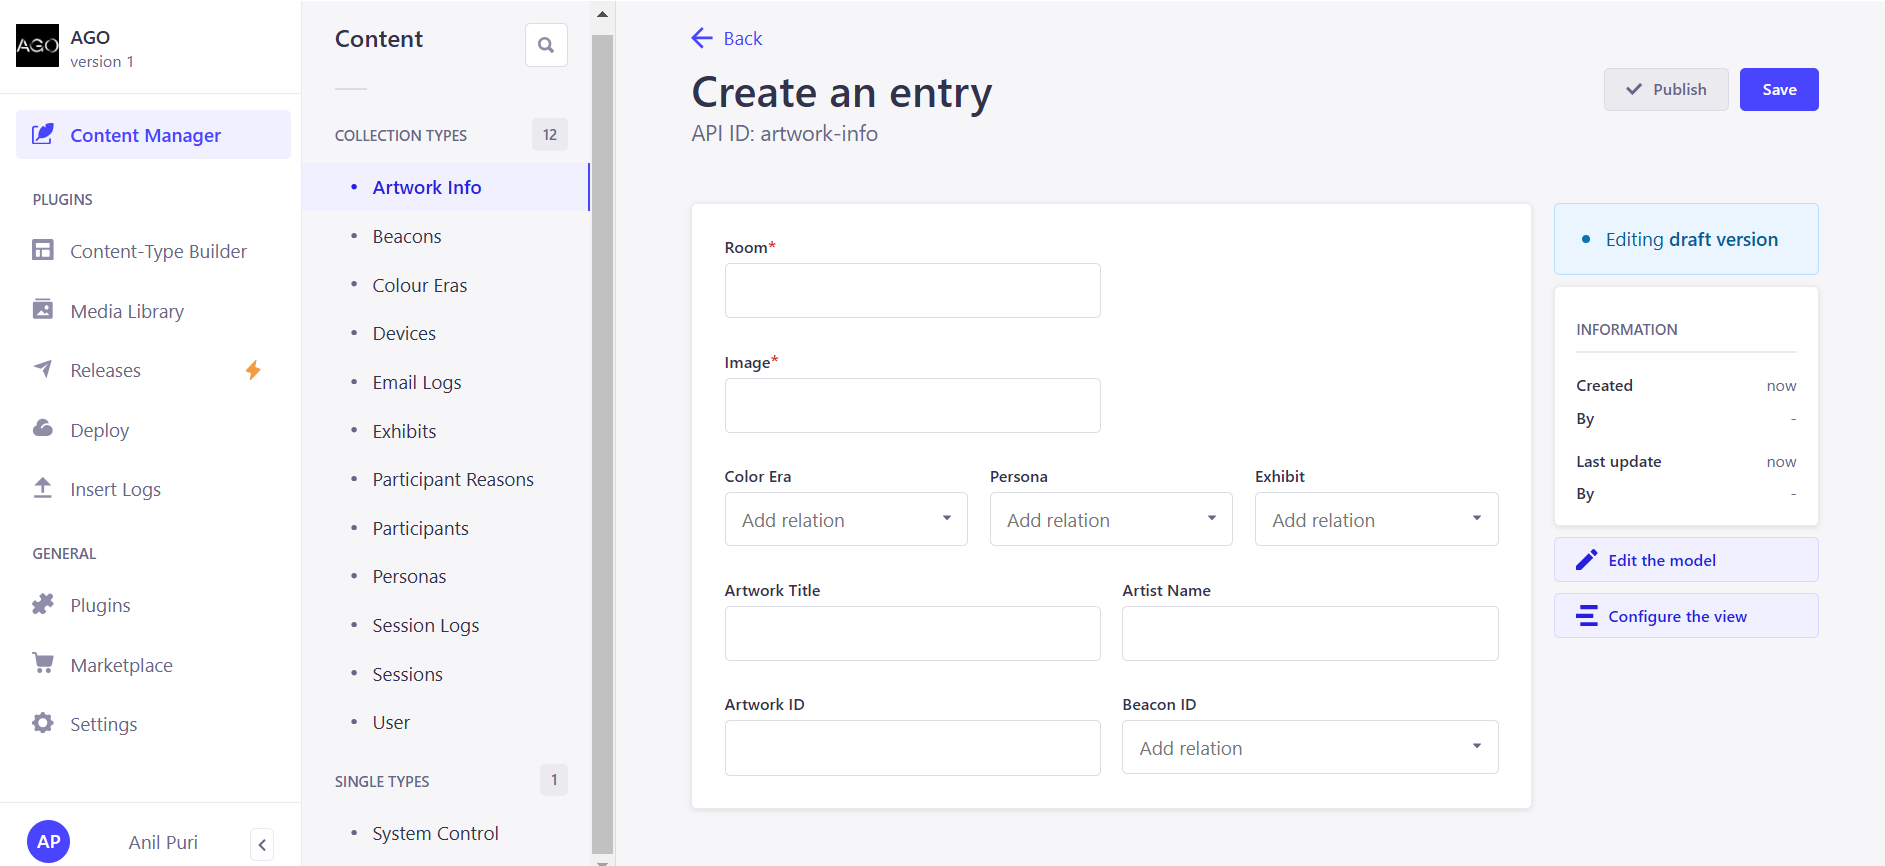 AGO
AGO
version 1
Content Manager
PLUGINS
Content-Type Builder
Media Library
Releases
Deploy
Insert Logs
GENERAL
Plugins
Marketplace
Settings
AP
Anil Puri
Content
COLLECTION TYPES 12
Artwork Info
Beacons
Colour Eras
Devices
Email Logs
Exhibits
Participant Reasons
Participants
Personas
Session Logs
Sessions
User
SINGLE TYPES 1
System Control
Back
Create an entry
API ID: artwork-info
Publish
Save
Room*
Image*
Color Era Persona Exhibit
Add relation Add relation Add relation
Artwork Title Artist Name
Artwork ID Beacon ID
Add relation
Editing draft version
INFORMATION
Created now
By -
Last update now
By -
Edit the model
Configure the view